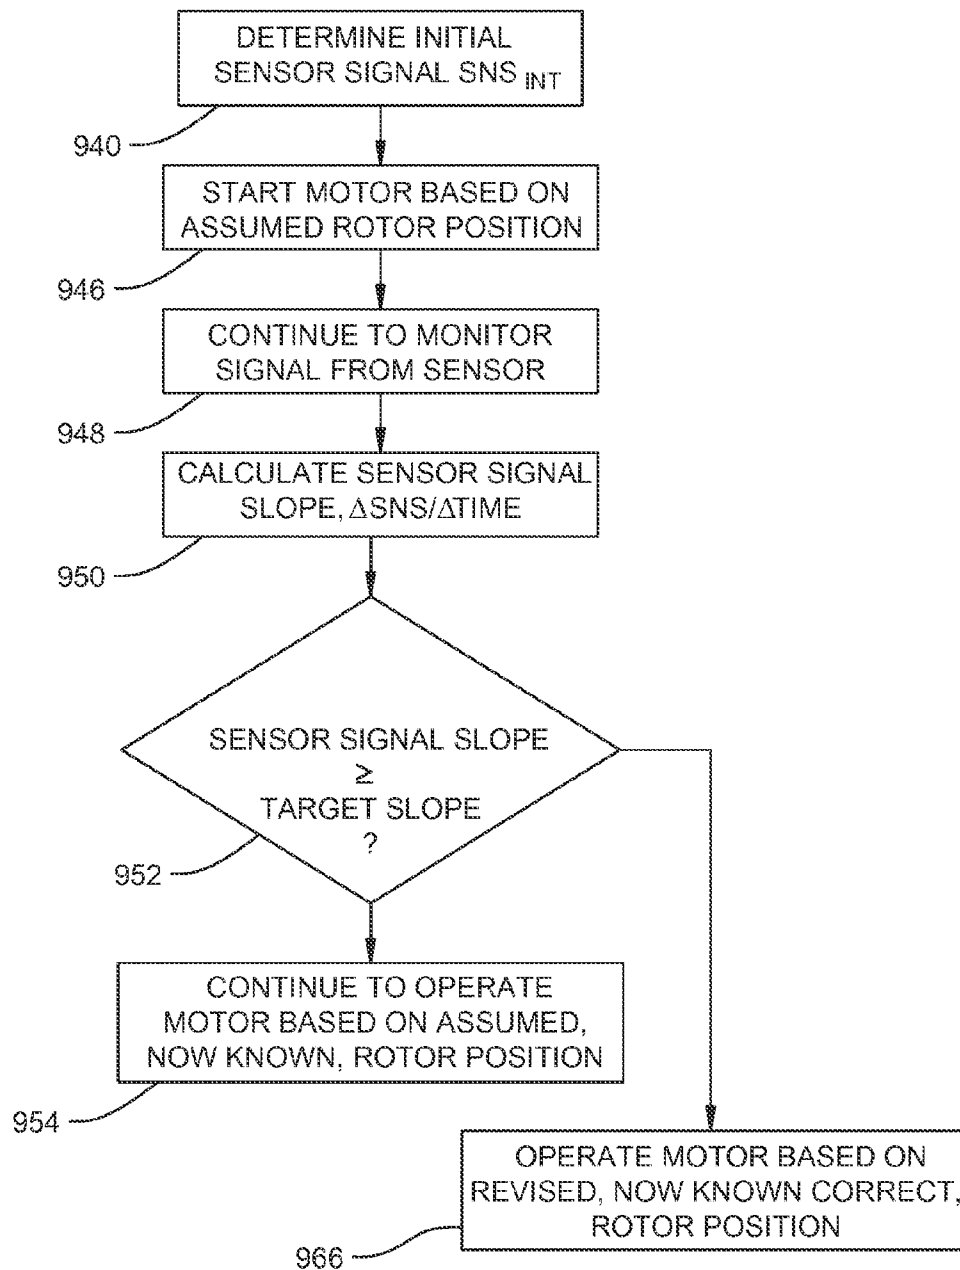 DETERMINE INITIAL
SENSOR SIGNAL SNS INT
940
START MOTOR BASED ON
ASSUMED ROTOR POSITION
946
CONTINUE TO MONITOR
SIGNAL FROM SENSOR
948
CALCULATE SENSOR SIGNAL
SLOPE, ΔSNS/ΔTIME
950
SENSOR SIGNAL SLOPE
≥
TARGET SLOPE
?
952
CONTINUE TO OPERATE
MOTOR BASED ON ASSUMED,
NOW KNOWN, ROTOR POSITION
954
OPERATE MOTOR BASED ON
REVISED, NOW KNOWN CORRECT,
ROTOR POSITION
966